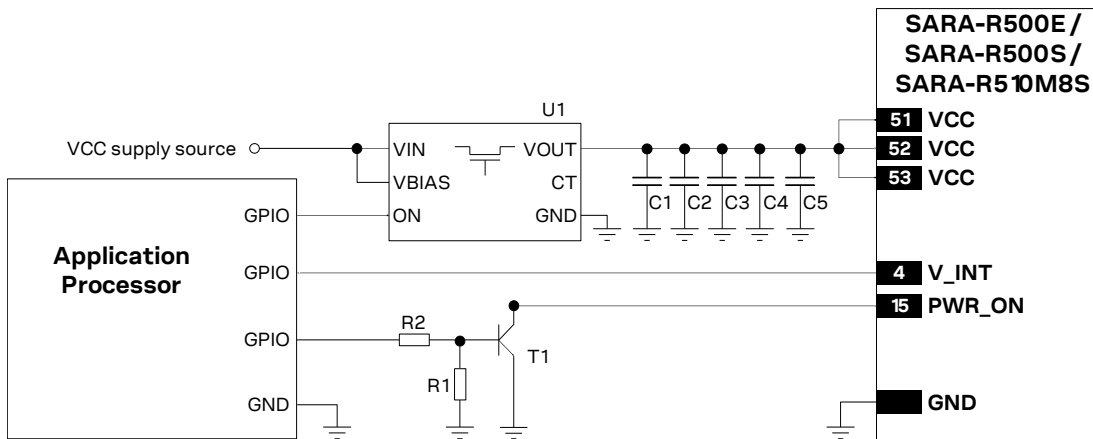 SARA-R500E /
SARA-R500S /
SARA-R510M8S
U1
51 VCC
VCC supply source
VIN
VOUT
52 VCC
VBIAS
CT
53 VCC
C1 C2 C3 C4 C5
GPIO
ON
GND
Application
Processor
GPIO
4 V_INT
15 PWR_ON
R2
GPIO
T1
R1
GND
GND